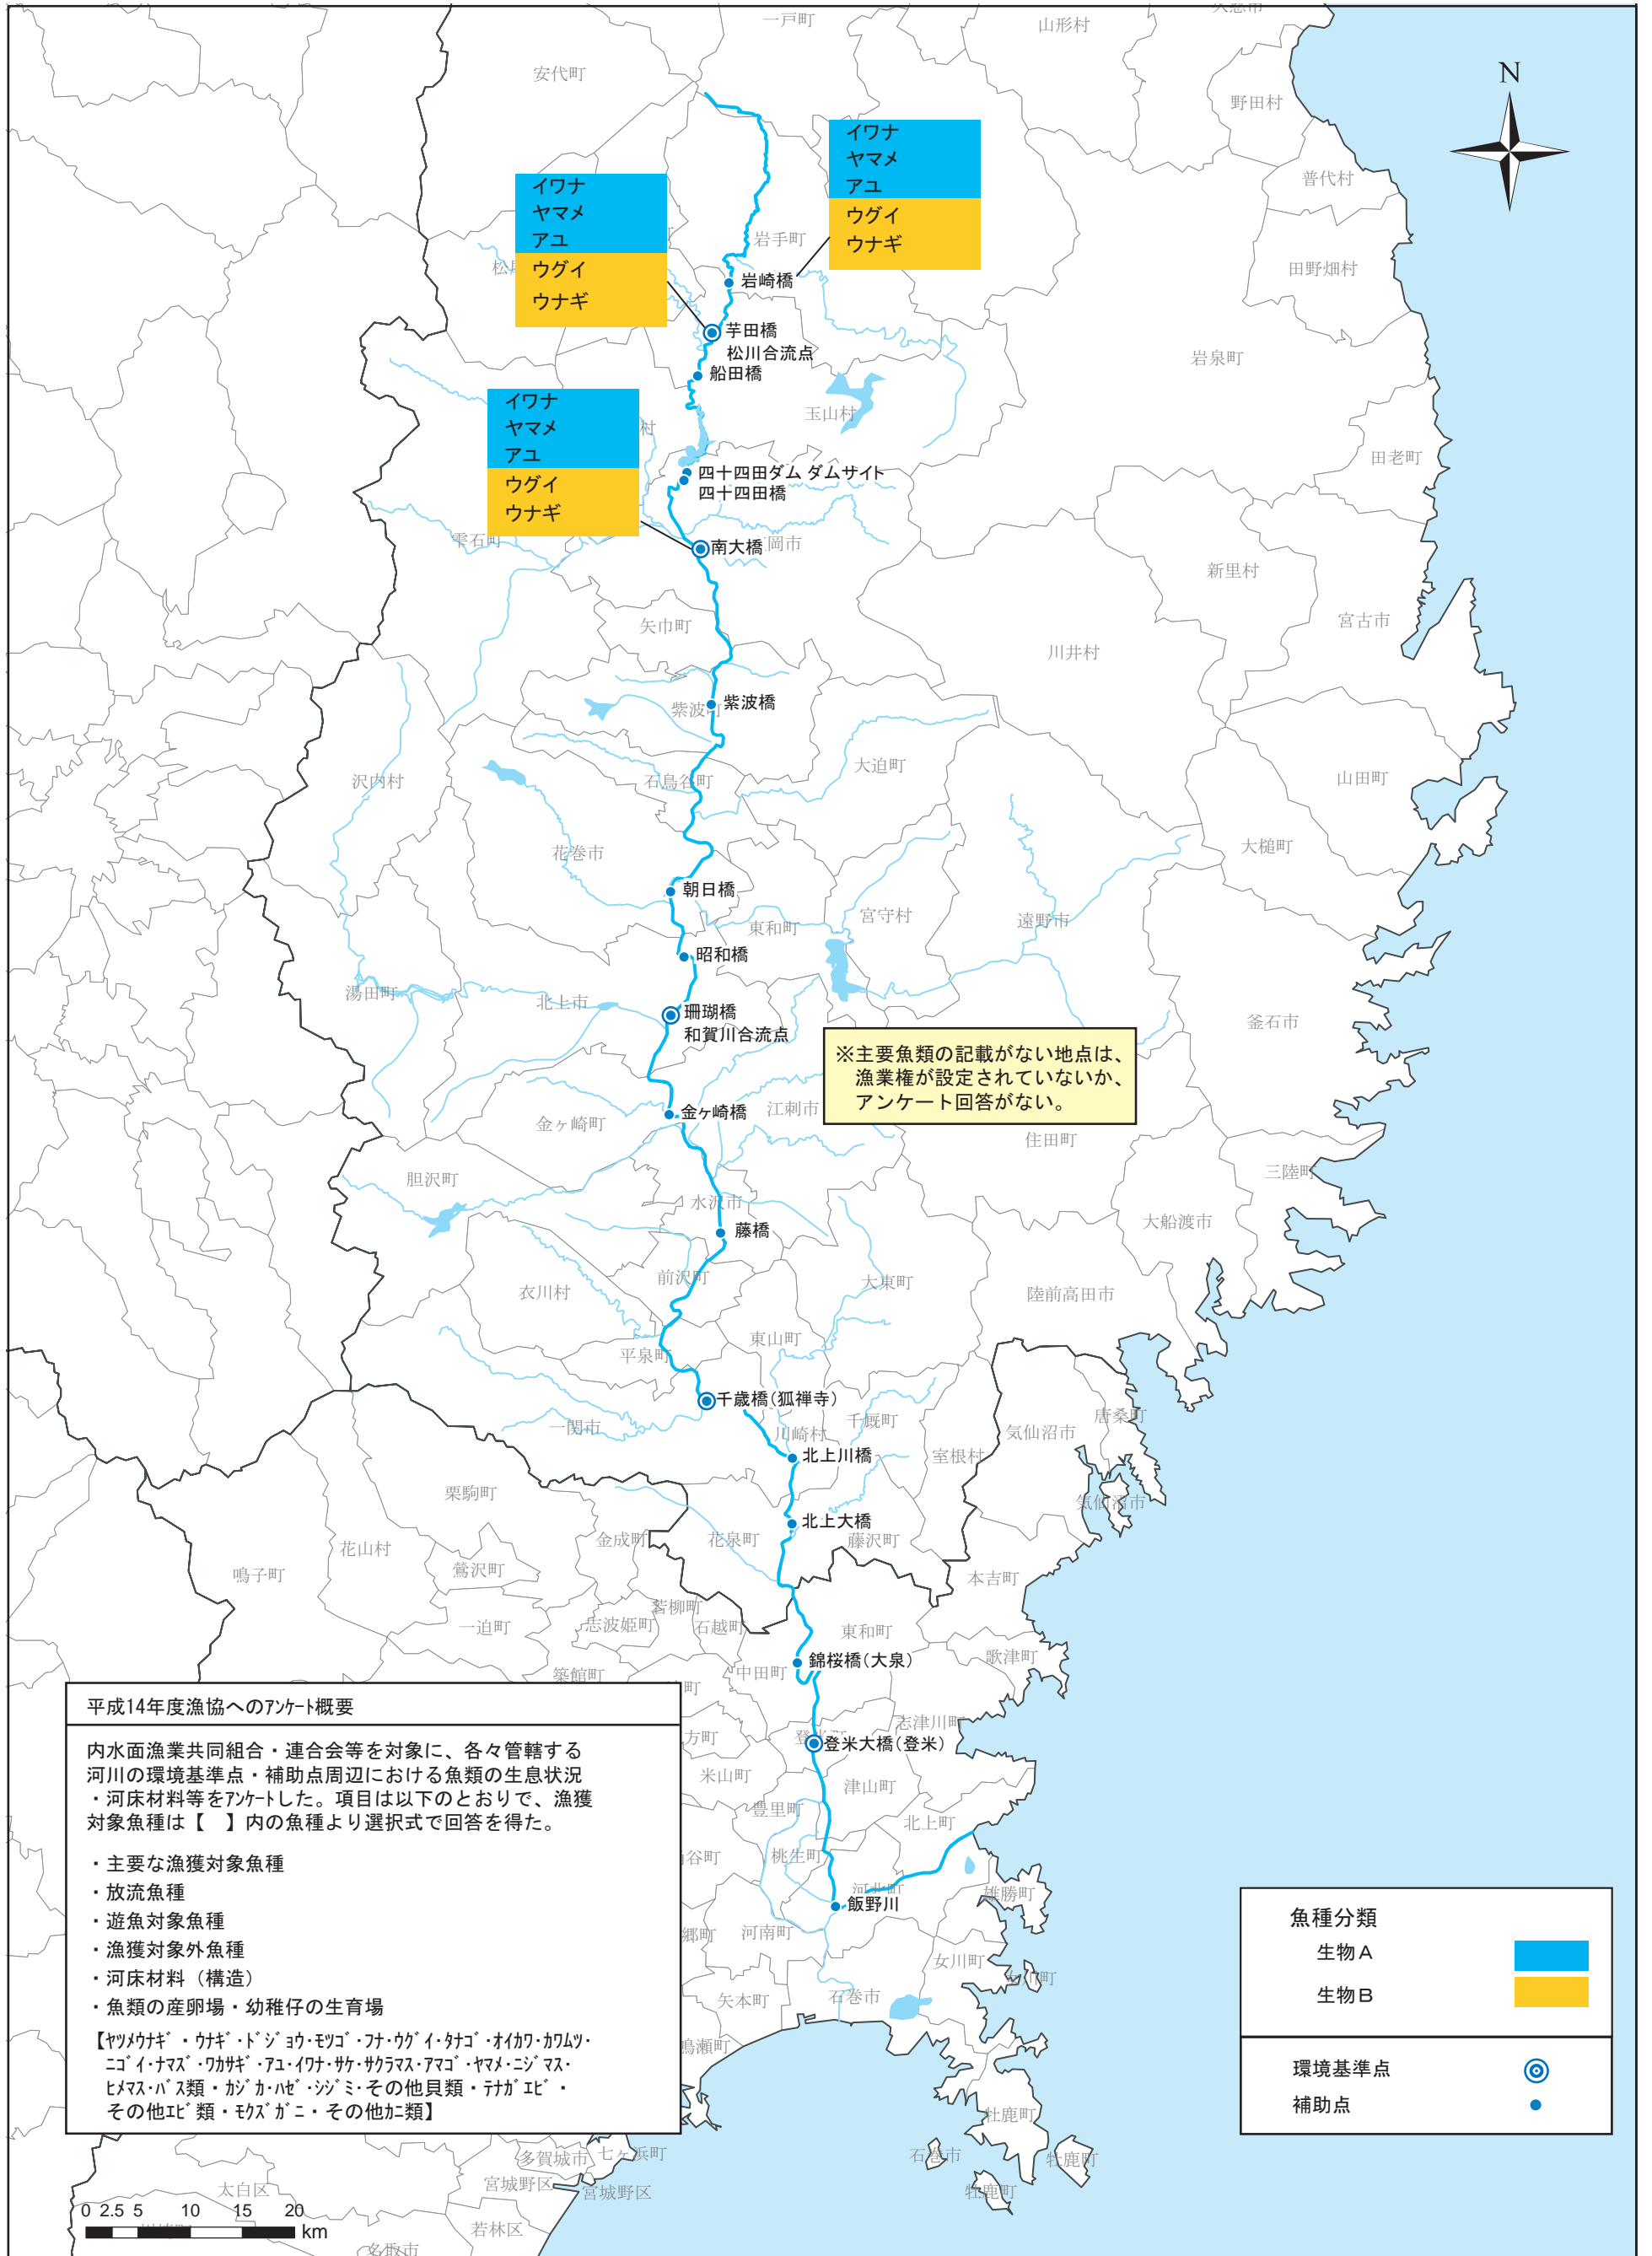 一戸町
山形村
安代町
野田村
N
普代村
イワナ
ヤマメ
アユ
ウグイ
ウナギ
イワナ
ヤマメ
アユ
ウグイ
ウナギ
岩手町
田野畑村
岩崎橋
芋田橋
松川合流点
船田橋
岩泉町
玉山村
イワナ
ヤマメ
アユ
ウグイ
ウナギ
村
田老町
四十四田ダム ダムサイト
四十四田橋
雫石町
南大橋
岡市
新里村
宮古市
矢巾町
川井村
紫波橋
紫波町
大迫町
沢内村
石鳥谷町
山田町
花巻市
大槌町
朝日橋
宮守村
遠野市
東和町
昭和橋
湯田町
北上市
珊瑚橋
和賀川合流点
釜石市
※主要魚類の記載がない地点は、
漁業権が設定されていないか、
アンケート回答がない。
金ヶ崎橋
江刺市
金ヶ崎町
住田町
胆沢町
三陸町
水沢市
大船渡市
藤橋
前沢町
大東町
衣川村
陸前高田市
東山町
平泉町
千歳橋(狐禅寺)
唐桑町
千厩町
気仙沼市
一関市
川崎村
北上川橋
室根村
栗駒町
気仙沼市
北上大橋
金成町
花泉町
藤沢町
花山村
鳴子町
鶯沢町
本吉町
若柳町
一迫町
志波姫町
石越町
東和町
歌津町
錦桜橋(大泉)
築館町
中田町
町
志津川町
方町
登米町
登米大橋(登米)
米山町
津山町
豊里町
北上町
桃生町
谷町
河北町
雄勝町
飯野川
郷町
河南町
女川町
女川町
矢本町
石巻市
鳴瀬町
牡鹿町
石巻市
牡鹿町
牡鹿町
平成14年度漁協へのアンケート概要
内水面漁業共同組合・連合会等を対象に、各々管轄する
河川の環境基準点・補助点周辺における魚類の生息状況
・河床材料等をアンケートした。項目は以下のとおりで、漁獲
対象魚種は【　】内の魚種より選択式で回答を得た。
・主要な漁獲対象魚種
・放流魚種
・遊魚対象魚種
・漁獲対象外魚種
・河床材料（構造）
・魚類の産卵場・幼稚仔の生育場
【ヤツメウナギ・ウナギ・ドジョウ・モツゴ・フナ・ウグイ・タナゴ・オイカワ・カワムツ・
ニゴイ・ナマズ・ワカサギ・アユ・イワナ・サケ・サクラマス・アマゴ・ヤマメ・ニジマス・
ヒメマス・バス類・カジカ・ハゼ・シジミ・その他貝類・テナガエビ・
その他エビ類・モクズガニ・その他カニ類】
魚種分類
生物A
生物B
環境基準点
補助点
多賀城市
七ヶ浜町
宮城野区
宮城野区
太白区
若林区
名取市
0 2.5 5 10 15 20
km